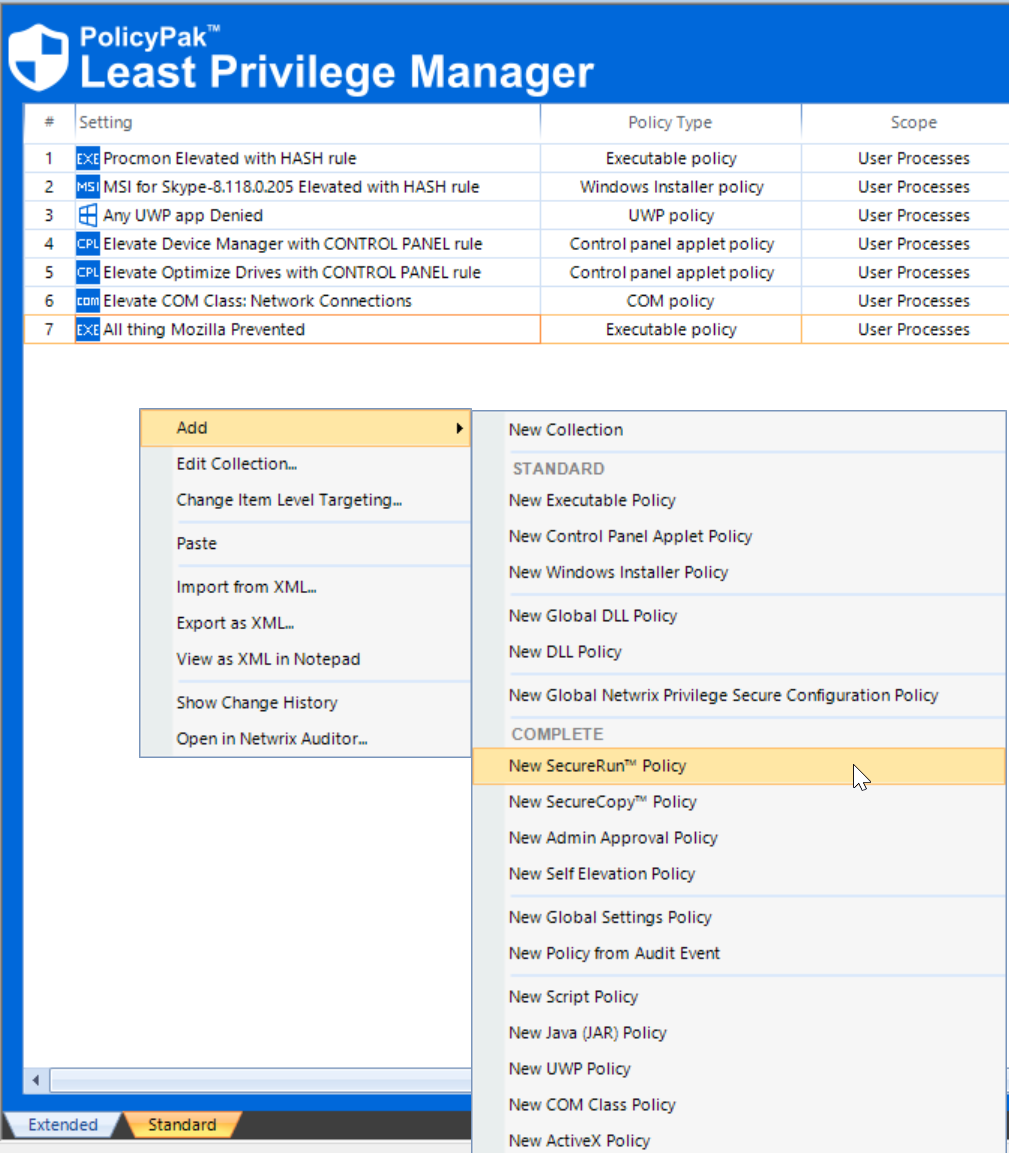 PolicyPak™
Least Privilege Manager
# Setting Policy Type Scope
1 EXE Procmon Elevated with HASH rule Executable policy User Processes
2 MSI MSI for Skype-8.118.0.205 Elevated with HASH rule Windows Installer policy User Processes
3 Any UWP app Denied UWP policy User Processes
4 CPL Elevate Device Manager with CONTROL PANEL rule Control panel applet policy User Processes
5 CPL Elevate Optimize Drives with CONTROL PANEL rule Control panel applet policy User Processes
6 com Elevate COM Class: Network Connections COM policy User Processes
7 EXE All thing Mozilla Prevented Executable policy User Processes
Add
Edit Collection...
Change Item Level Targeting...
Paste
Import from XML...
Export as XML...
View as XML in Notepad
Show Change History
Open in Netwrix Auditor...
New Collection
STANDARD
New Executable Policy
New Control Panel Applet Policy
New Windows Installer Policy
New Global DLL Policy
New DLL Policy
New Global Netwrix Privilege Secure Configuration Policy
COMPLETE
New SecureRun™ Policy
New SecureCopy™ Policy
New Admin Approval Policy
New Self Elevation Policy
New Global Settings Policy
New Policy from Audit Event
New Script Policy
New Java (JAR) Policy
New UWP Policy
New COM Class Policy
New ActiveX Policy
Extended Standard